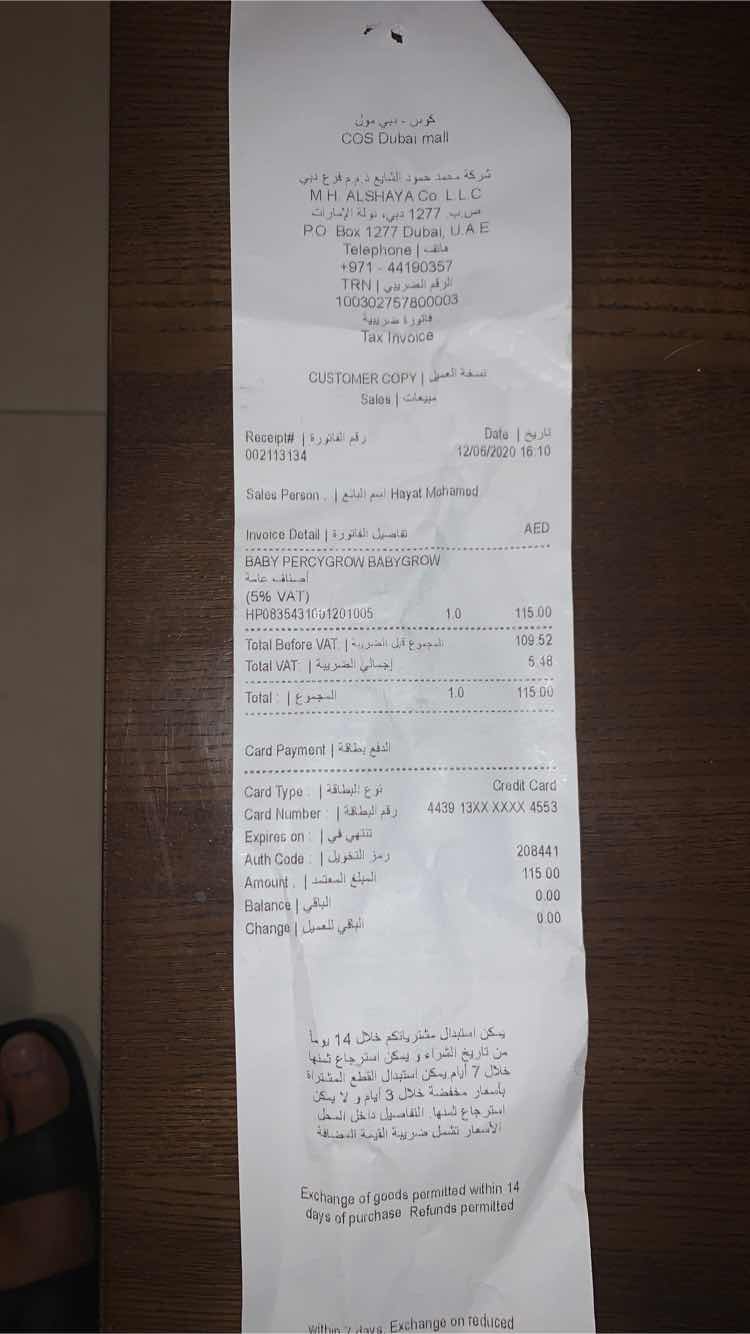 كوس - دبي مول
COS Dubai mall
شركة محمد حمود الشايع ذ.م.م فرع دبي
M.H. ALSHAYA Co. L.L.C
ص.ب. 1277 دبي، دولة الإمارات
P.O. Box 1277 Dubai, U.A.E
Telephone | هاتف
+971 - 44190357
TRN | الرقم الضريبي
100302757800003
فاتورة ضريبية
Tax Invoice
CUSTOMER COPY | نسخة العميل
Sales | مبيعات
Receipt# | رقم الفاتورة Date | تاريخ
002113134 12/06/2020 16:10
Sales Person . | اسم البائع Hayat Mohamed
Invoice Detail | تفاصيل الفاتورة AED
BABY PERCYGROW BABYGROW
أصناف عامة
(5% VAT)
HP0835431001201005 1.0 115.00
Total Before VAT. | المجموع قبل الضريبة 109.52
Total VAT. | إجمالي الضريبة 5.48
Total : | المجموع 1.0 115.00
Card Payment | الدفع بطاقة
Card Type : | نوع البطاقة Credit Card
Card Number : | رقم البطاقة 4439 13XX XXXX 4553
Expires on : | تنتهي في
Auth Code : | رمز التخويل 208441
Amount . | المبلغ المعتمد 115.00
Balance | الباقي 0.00
Change | الباقي للعميل 0.00
يمكن استبدال مشترياتكم خلال 14 يوماً
من تاريخ الشراء و يمكن استرجاع ثمنها
خلال 7 أيام يمكن استبدال القطع المشتراة
بأسعار مخفضة خلال 3 أيام و لا يمكن
استرجاع ثمنها. التفاصيل داخل المحل
الأسعار تشمل ضريبة القيمة المضافة
Exchange of goods permitted within 14
days of purchase. Refunds permitted
within 7 days. Exchange on reduced